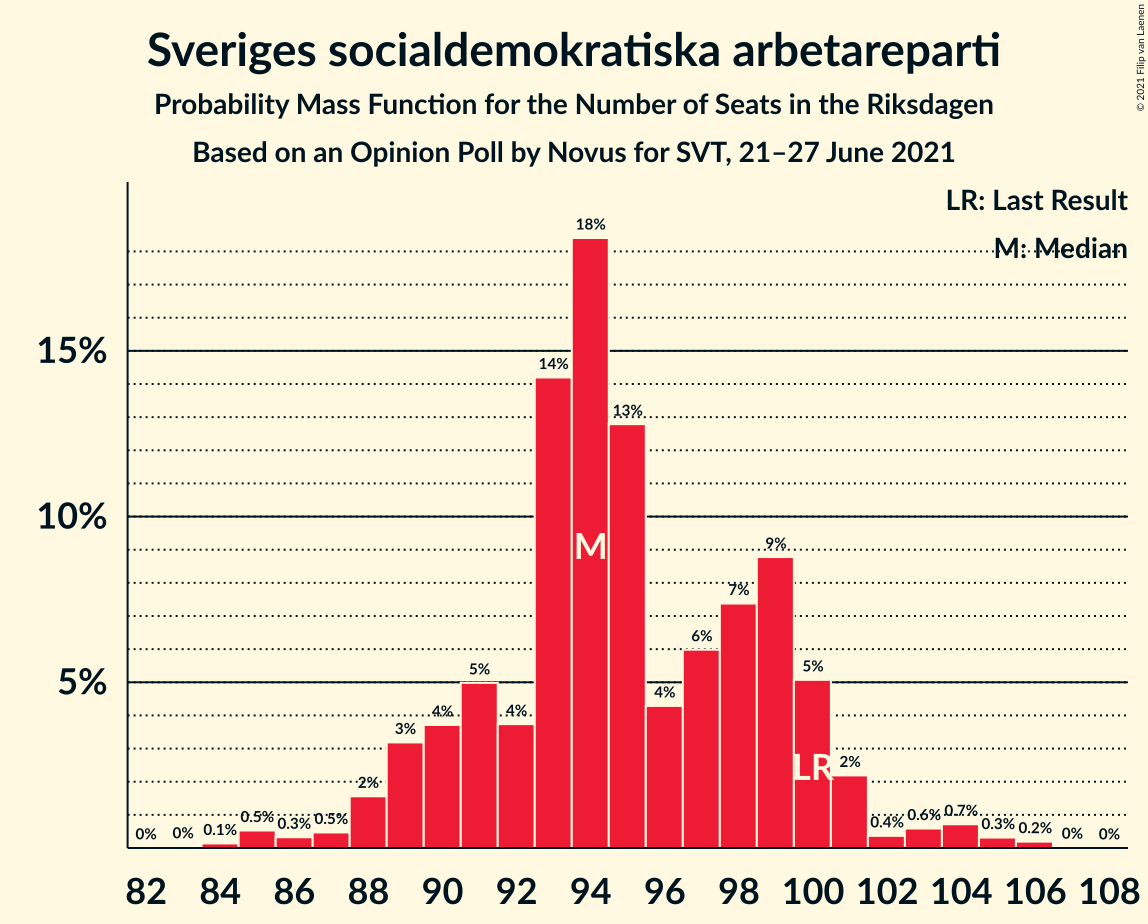 Sveriges socialdemokratiska arbetareparti
Probability Mass Function for the Number of Seats in the Riksdagen
Based on an Opinion Poll by Novus for SVT, 21–27 June 2021
© 2021 Filip van Laenen
LR: Last Result
M: Median
15%
10%
5%
0% 0% 0.1% 0.5% 0.3% 0.5% 2% 3% 4% 5% 4% 14% 18% 13% 4% 6% 7% 9% 5% 2% 0.4% 0.6% 0.7% 0.3% 0.2% 0% 0%
M
LR
82 84 86 88 90 92 94 96 98 100 102 104 106 108